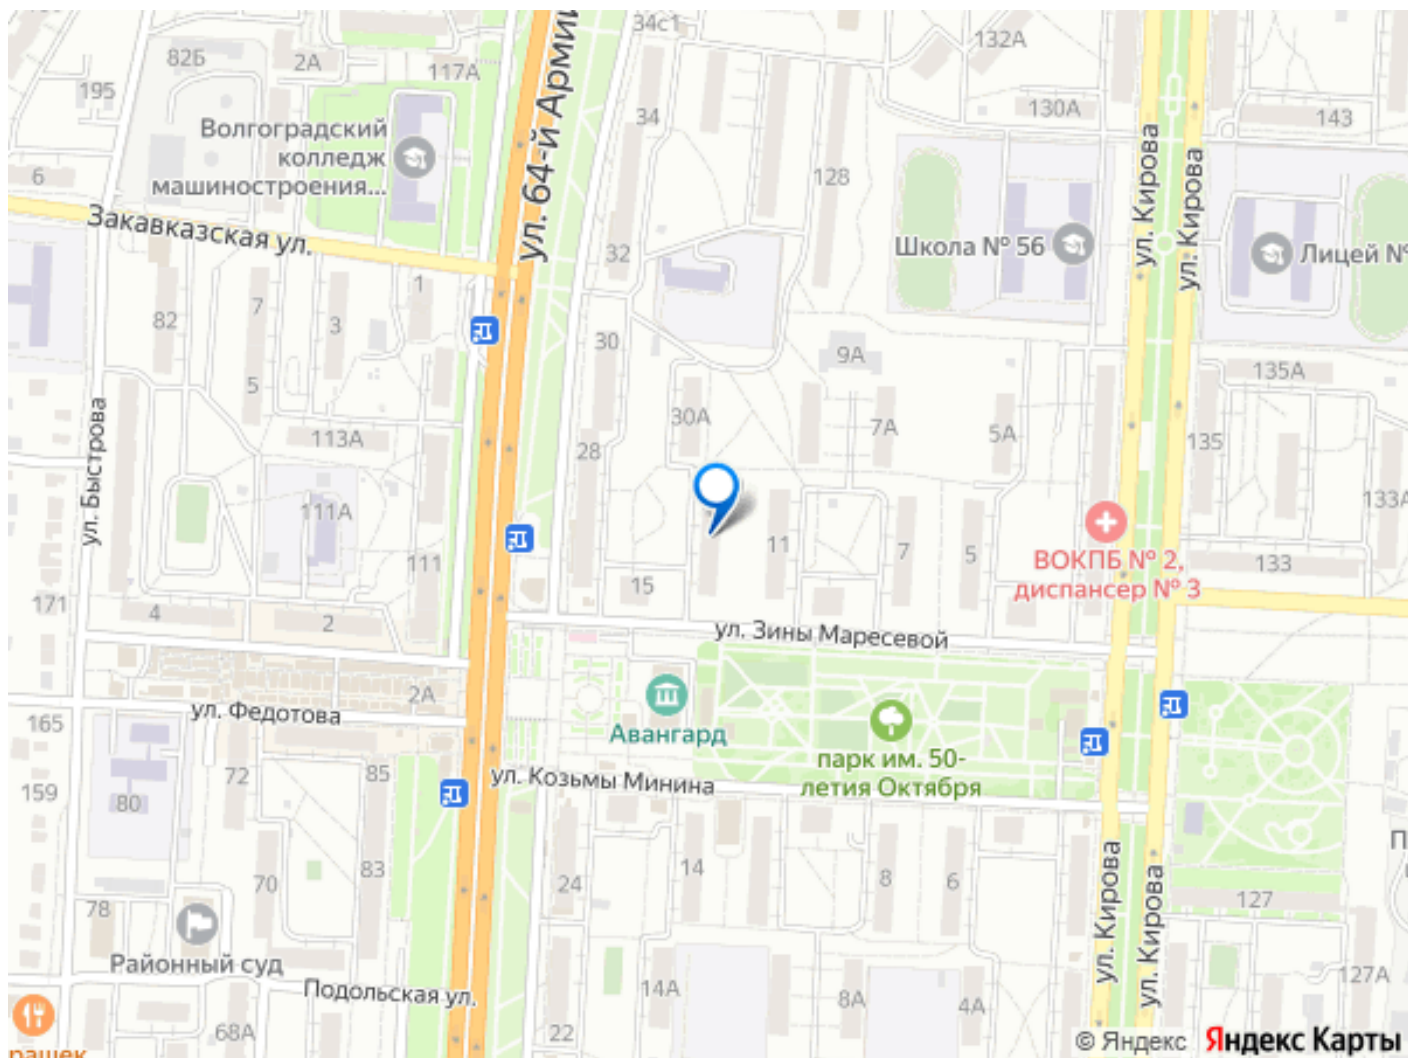 34с1
132А
82Б
2А
117А
195
ул. 64-й Армии
130А
143
34
Волгоградский
колледж
машиностроения...
6
128
ул. Кирова
ул. Кирова
Закавказская ул.
32
Школа № 56
Лицей №
1
7
3
82
30
9А
135А
5
30А
7А
5А
113А
28
135
ул. Быстрова
133А
111А
11
7
5
111
ВОКПБ № 2,
диспансер № 3
133
171
4
2
15
ул. Зины Маресевой
2А
165
ул. Федотова
Авангард
парк им. 50-
летия Октября
72
85
ул. Козьмы Минина
159
80
14
8
6
83
70
24
127
78
ул. Кирова
ул. Кирова
Районный суд
Подольская ул.
14А
8А
4А
127А
68А
22
© Яндекс
Яндекс Карты